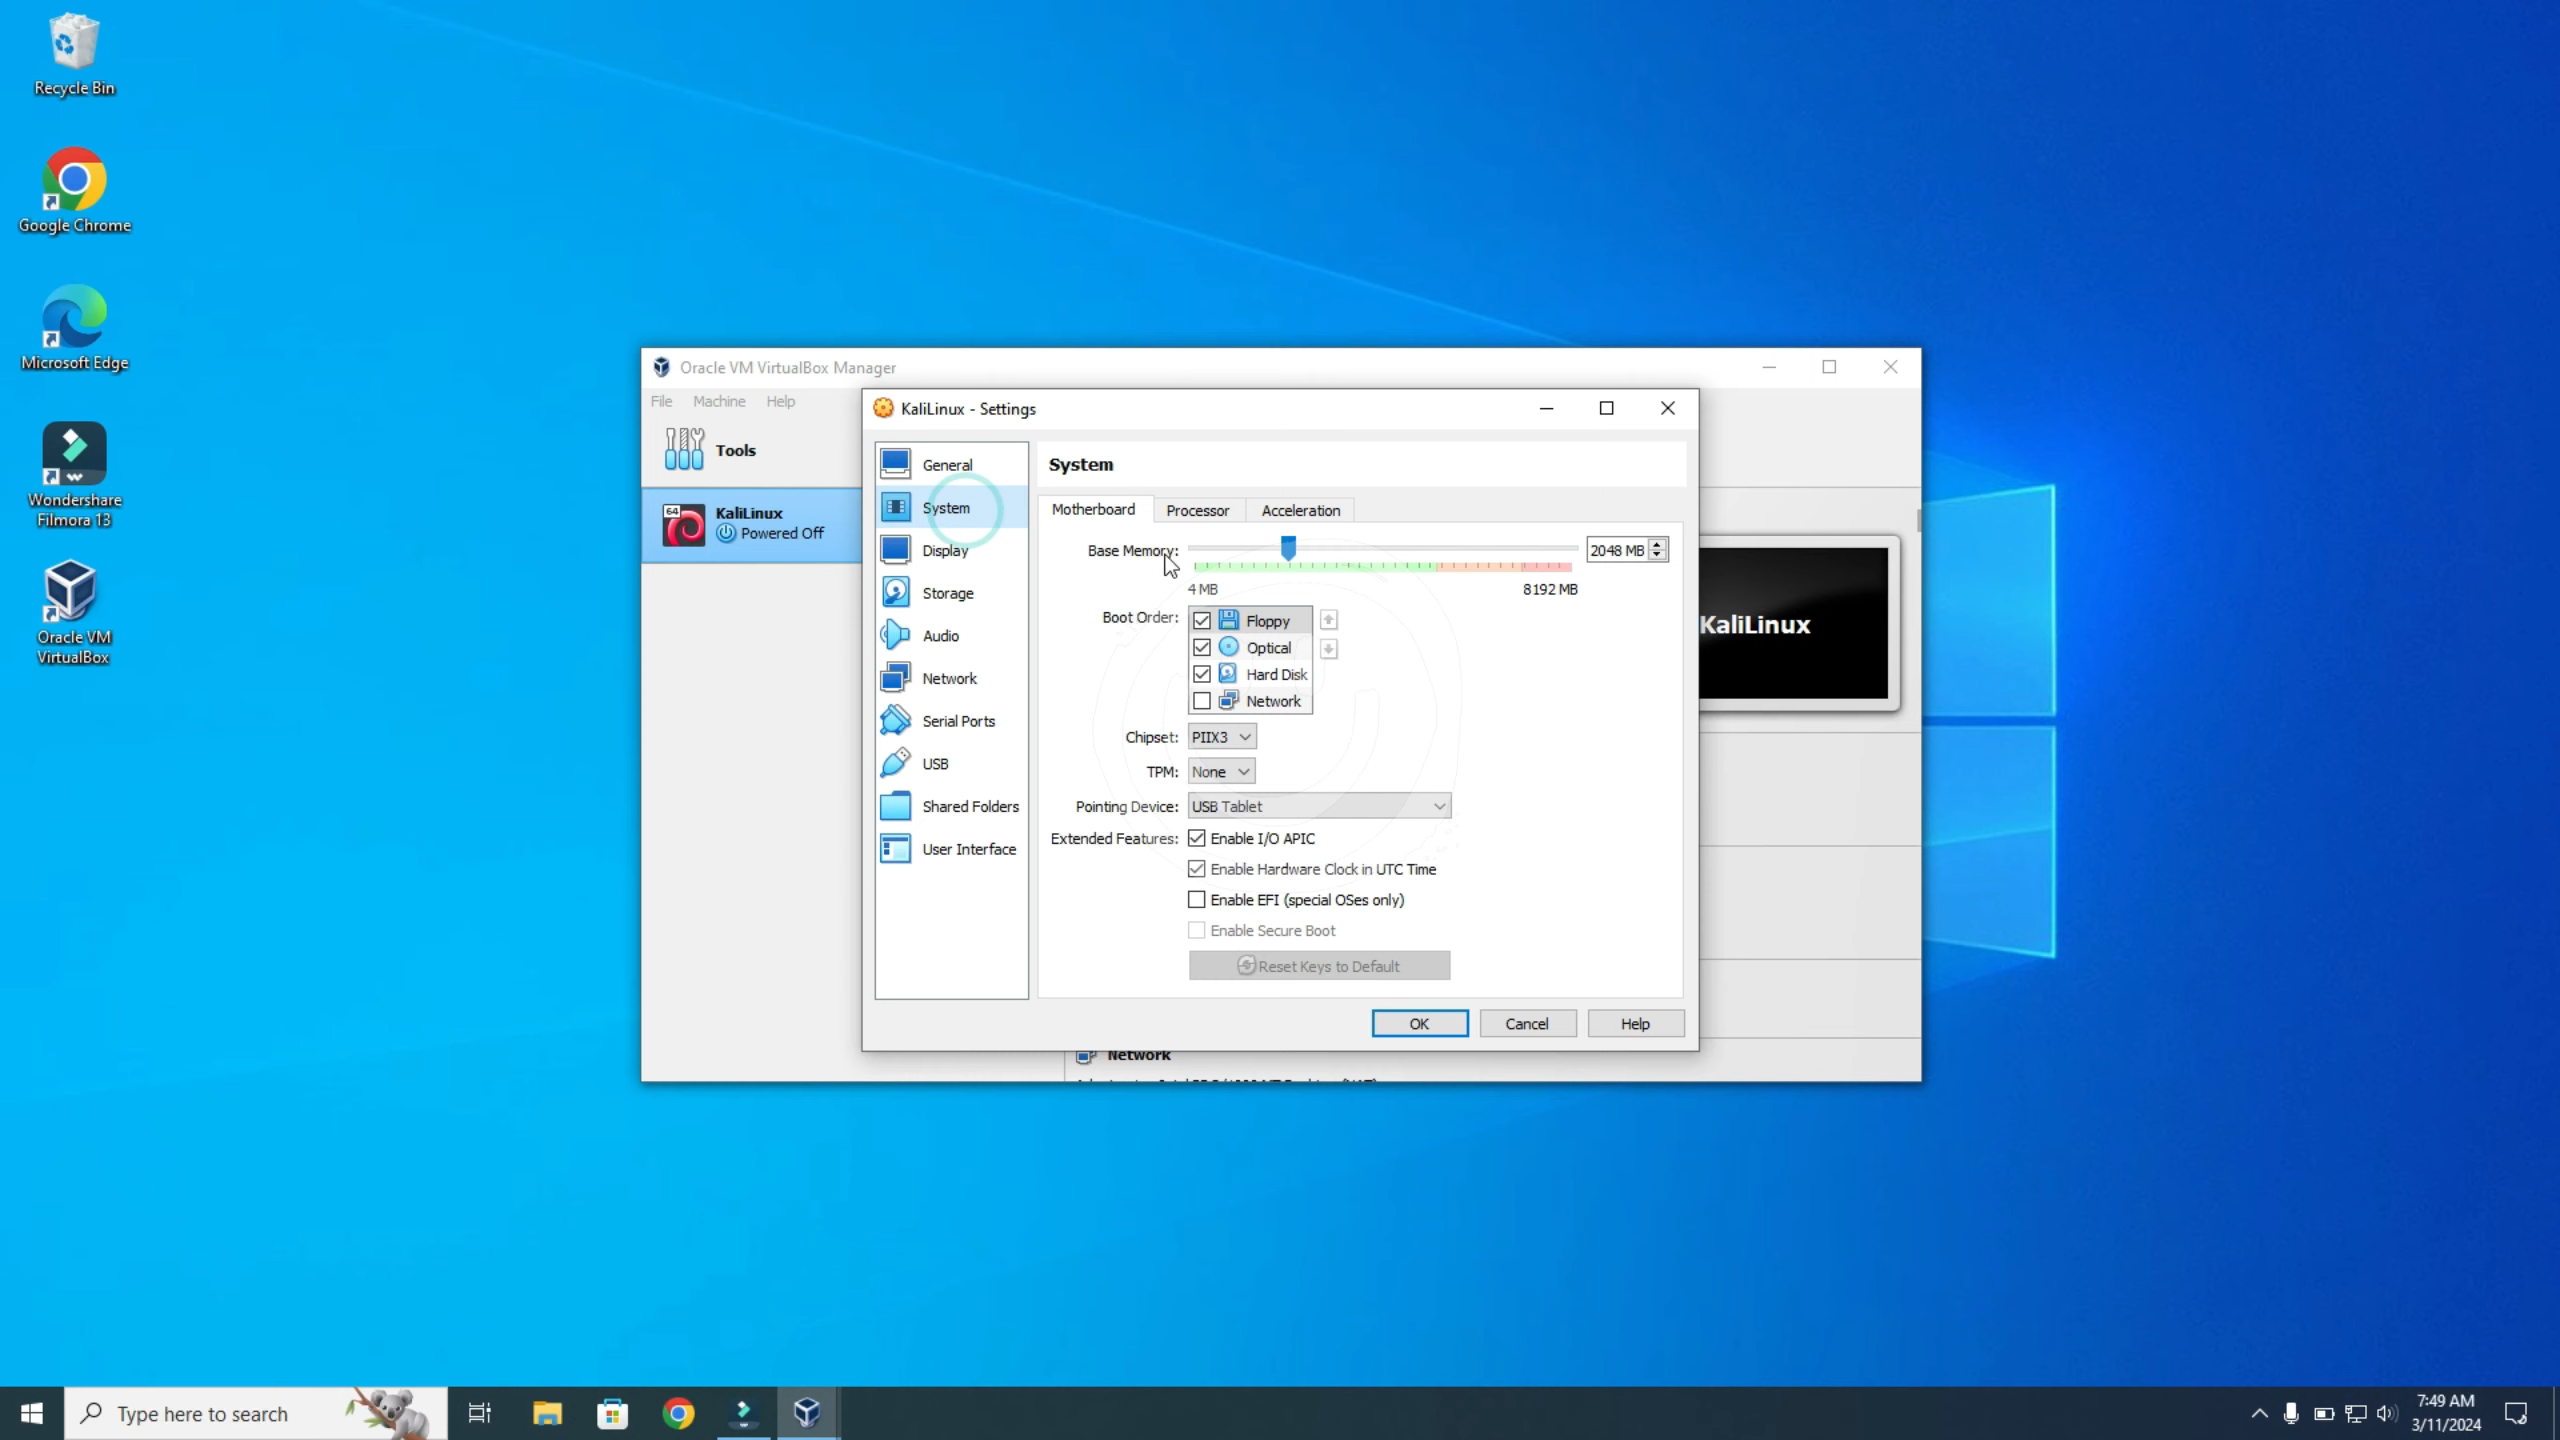 Recycle Bin
Google Chrome
Microsoft Edge
Wondershare
Filmora 13
Oracle VM
VirtualBox
Oracle VM VirtualBox Manager
File Machine Help
Tools
64
KaliLinux
Powered Off
KaliLinux - Settings
General
System
Display
Storage
Audio
Network
Serial Ports
USB
Shared Folders
User Interface
System
Motherboard Processor Acceleration
Base Memory: 2048 MB
4 MB 8192 MB
Boot Order: Floppy
Optical
Hard Disk
Network
Chipset: PIIX3
TPM: None
Pointing Device: USB Tablet
Extended Features: Enable I/O APIC
Enable Hardware Clock in UTC Time
Enable EFI (special OSes only)
Enable Secure Boot
Reset Keys to Default
OK Cancel Help
KaliLinux
Network
Type here to search
7:49 AM
3/11/2024